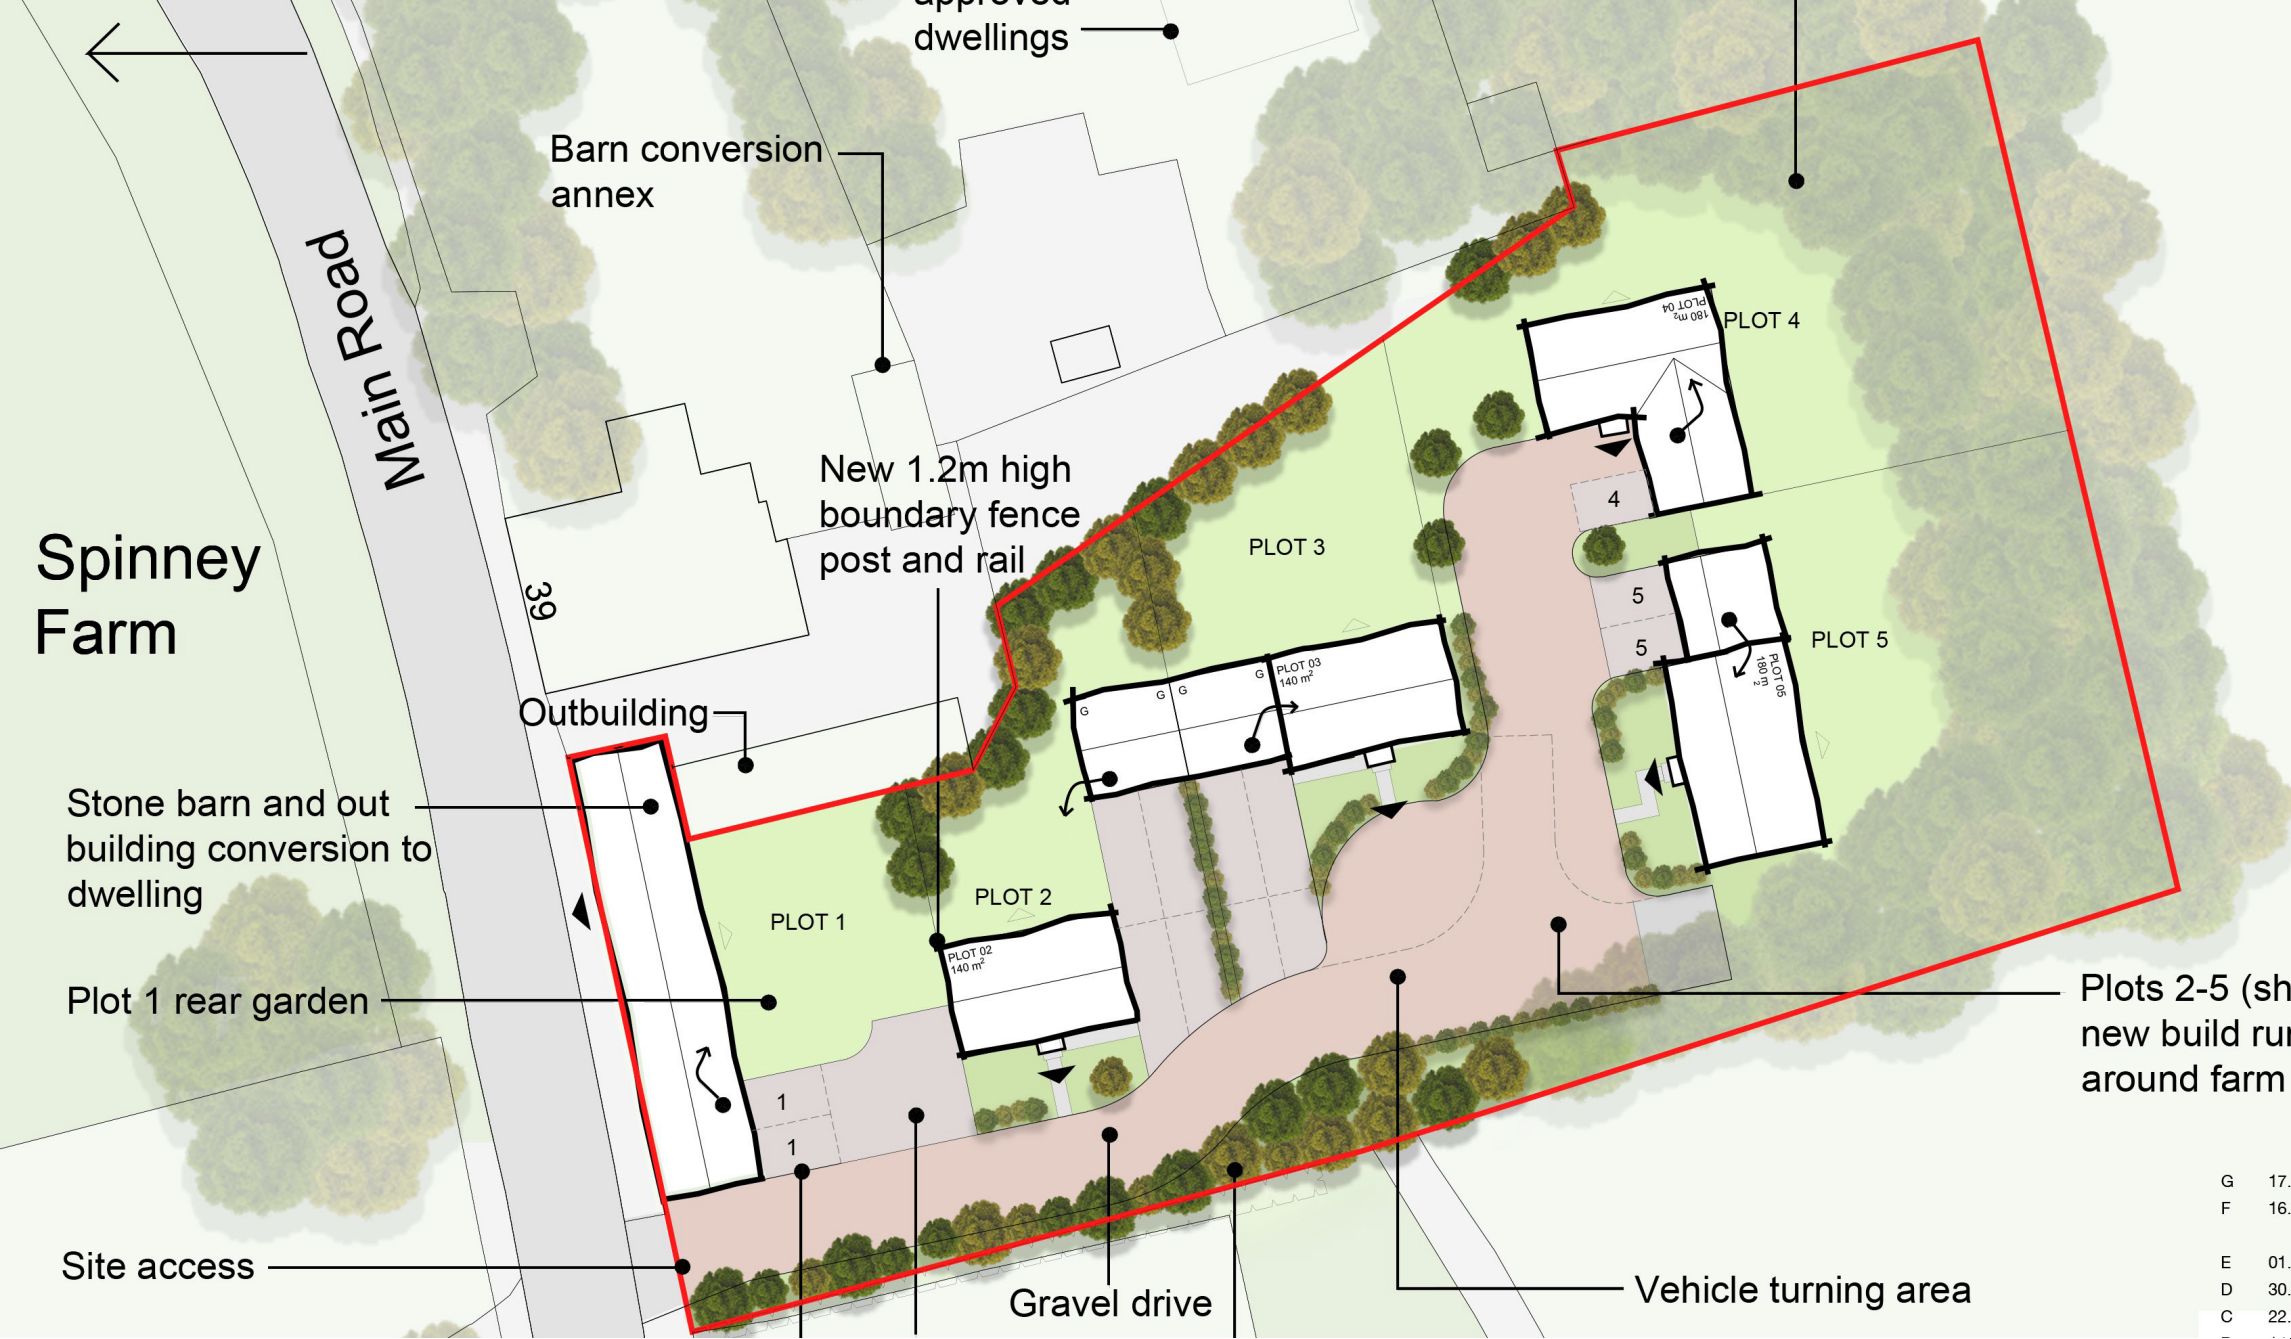 dwellings
Barn conversion
annex
Main Road
PLOT 04
180 m2
PLOT 4
New 1.2m high
boundary fence
post and rail
4
PLOT 3
Spinney
Farm
39
5
5
PLOT 5
PLOT 05
180 m2
PLOT 03
140 m2
G
G
G
G
Outbuilding
Stone barn and out
building conversion to
dwelling
PLOT 1
PLOT 2
PLOT 02
140 m2
Plot 1 rear garden
Plots 2-5 (sh
new build
around farm
1
1
Site access
Gravel drive
Vehicle turning area
G 17.
F 16.
E 01.
D 30.
C 22.